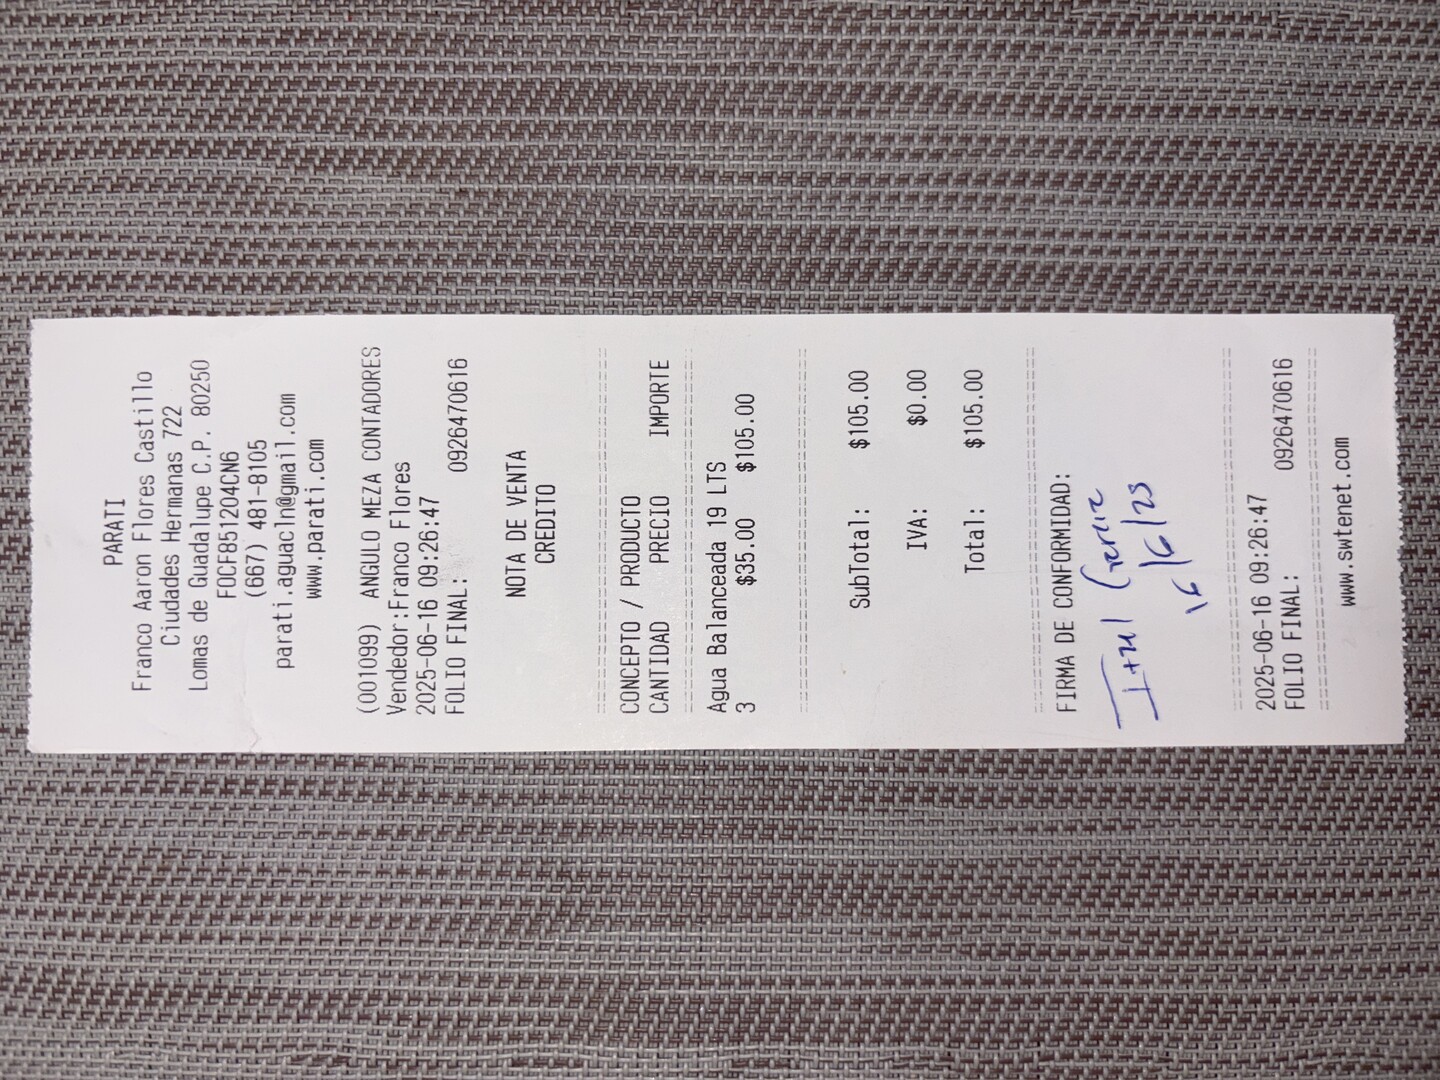 PARATI
Franco Aaron Flores Castillo
Ciudades Hermanas 722
Lomas de Guadalupe C.P. 80250
FOCF851204CN6
(667) 481-8105
parati.aguacln@gmail.com
www.parati.com
(001099) ANGULO MEZA CONTADORES
Vendedor:Franco Flores
2025-06-16 09:26:47
FOLIO FINAL: 0926470616
NOTA DE VENTA
CREDITO
CONCEPTO / PRODUCTO
CANTIDAD PRECIO IMPORTE
Agua Balanceada 19 LTS
3 $35.00 $105.00
SubTotal: $105.00
IVA: $0.00
Total: $105.00
FIRMA DE CONFORMIDAD:
16/6/25
2025-06-16 09:26:47
FOLIO FINAL: 0926470616
www.swtenet.com